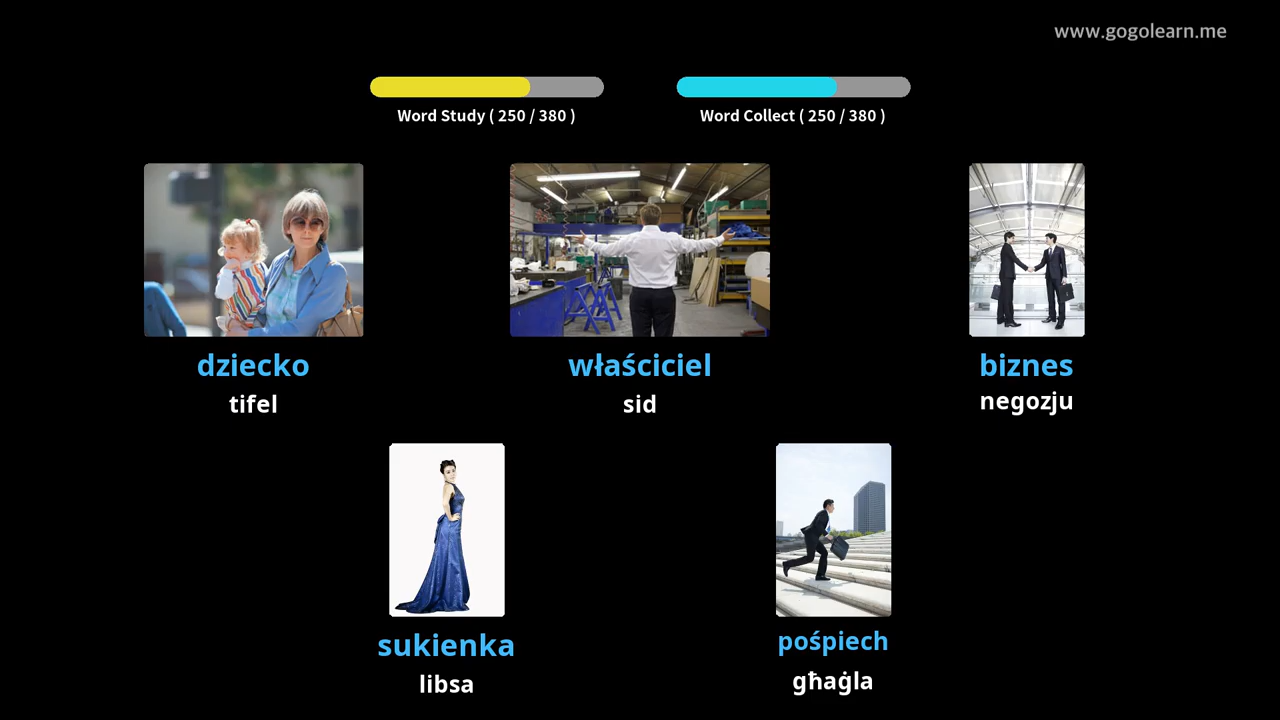 www.gogolearn.me
Word Study ( 250 / 380 )
Word Collect ( 250 / 380 )
dziecko
tifel
właściciel
sid
biznes
negozju
sukienka
libsa
pośpiech
għaġla